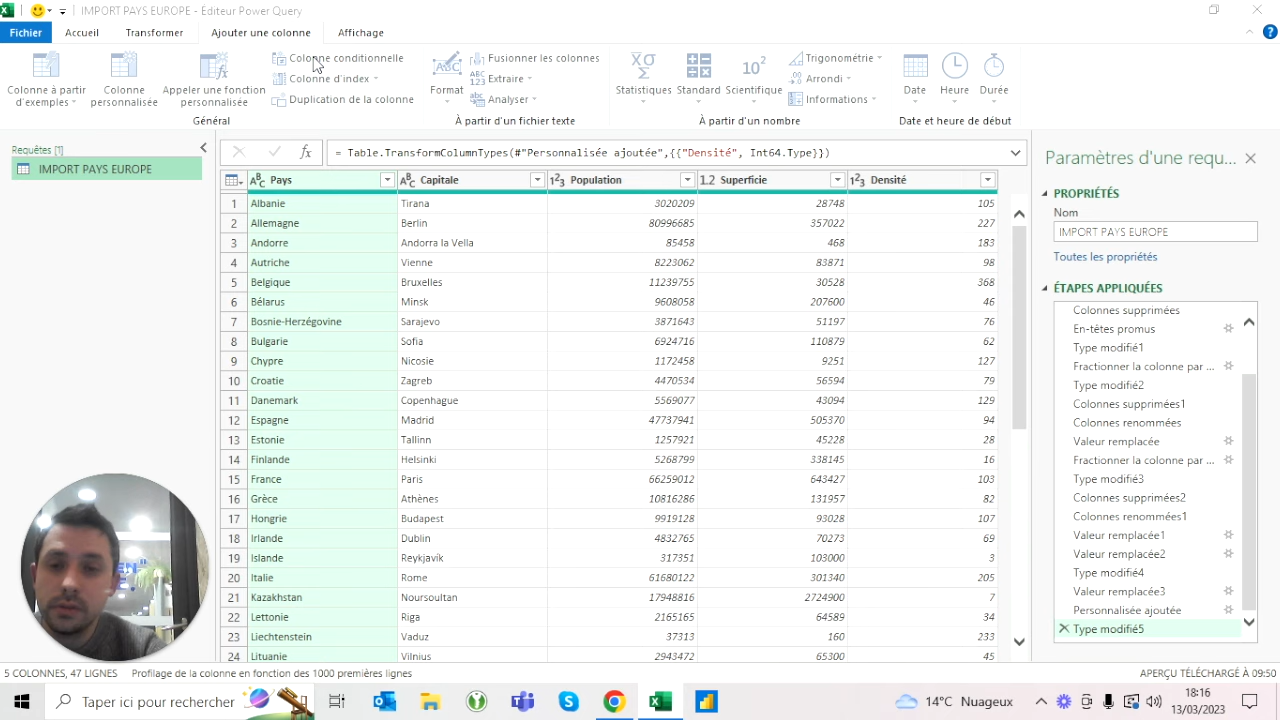 IMPORT PAYS EUROPE - Éditeur Power Query
Fichier Accueil Transformer Ajouter une colonne Affichage
Colonne à partir d'exemples
Colonne personnalisée
Appeler une fonction personnalisée
Colonne conditionnelle
Colonne d'index
Duplication de la colonne
Général
Format
Fusionner les colonnes
Extraire
Analyser
À partir d'un fichier texte
Statistiques
Standard
10²
Scientifique
Trigonométrie
Arrondi
Informations
À partir d'un nombre
Date
Heure
Durée
Date et heure de début
Requêtes [1]
IMPORT PAYS EUROPE
= Table.TransformColumnTypes(#"Personnalisée ajoutée",{{"Densité", Int64.Type}})
Pays Capitale Population 1.2 Superficie Densité
1 Albanie Tirana 3020209 28748 105
2 Allemagne Berlin 80996685 357022 227
3 Andorre Andorra la Vella 85458 468 183
4 Autriche Vienne 8223062 83871 98
5 Belgique Bruxelles 11239755 30528 368
6 Bélarus Minsk 9608058 207600 46
7 Bosnie-Herzégovine Sarajevo 3871643 51197 76
8 Bulgarie Sofia 6924716 110879 62
9 Chypre Nicosie 1172458 9251 127
10 Croatie Zagreb 4470534 56594 79
11 Danemark Copenhague 5569077 43094 129
12 Espagne Madrid 47737941 505370 94
13 Estonie Tallinn 1257921 45228 28
14 Finlande Helsinki 5268799 338145 16
15 France Paris 66259012 643427 103
16 Grèce Athènes 10816286 131957 82
17 Hongrie Budapest 9919128 93028 107
18 Irlande Dublin 4832765 70273 69
19 Islande Reykjavík 317351 103000 3
20 Italie Rome 61680122 301340 205
21 Kazakhstan Noursoultan 17948816 2724900 7
22 Lettonie Riga 2165165 64589 34
23 Liechtenstein Vaduz 37313 160 233
24 Lituanie Vilnius 2943472 65300 45
Paramètres d'une requ...
PROPRIÉTÉS
Nom
IMPORT PAYS EUROPE
Toutes les propriétés
ÉTAPES APPLIQUÉES
Colonnes supprimées
En-têtes promus
Type modifié1
Fractionner la colonne par ...
Type modifié2
Colonnes supprimées1
Colonnes renommées
Valeur remplacée
Fractionner la colonne par ...
Type modifié3
Colonnes supprimées2
Colonnes renommées1
Valeur remplacée1
Valeur remplacée2
Type modifié4
Valeur remplacée3
Personnalisée ajoutée
Type modifié5
5 COLONNES, 47 LIGNES Profilage de la colonne en fonction des 1000 premières lignes
APERÇU TÉLÉCHARGÉ À 09:50
Taper ici pour rechercher
14°C Nuageux
18:16
13/03/2023